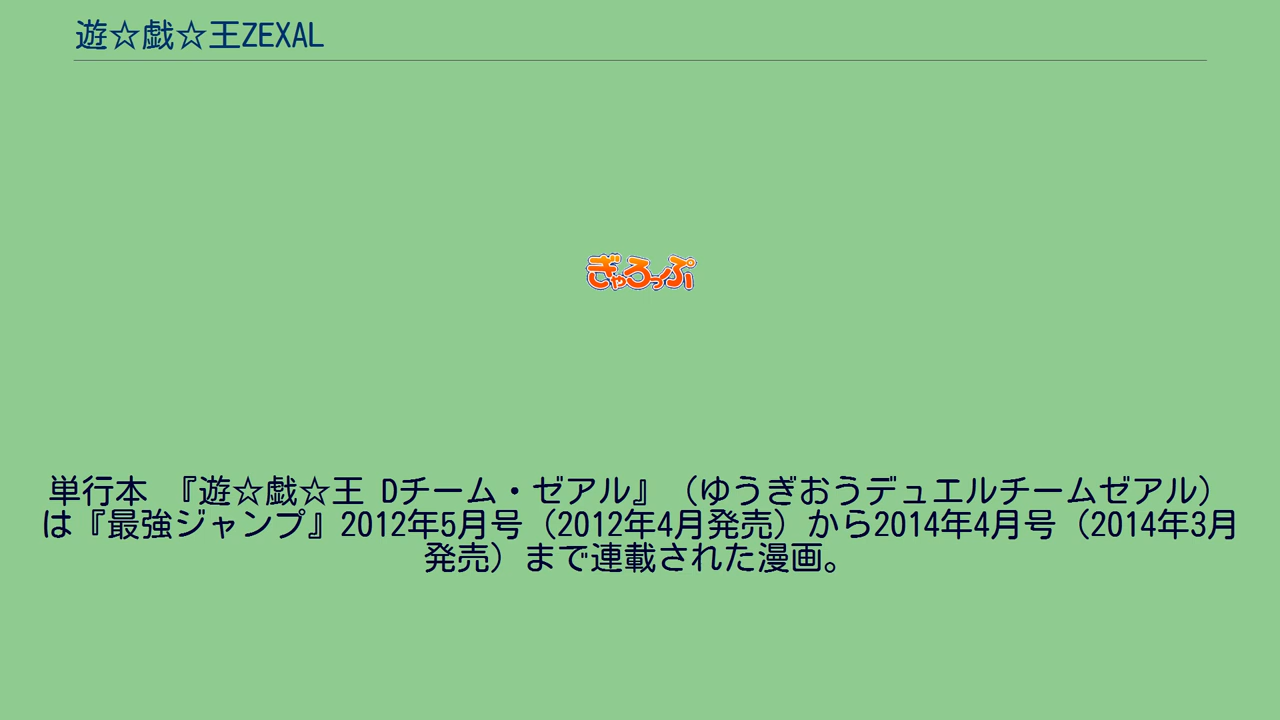 遊☆戯☆王ZEXAL
ぎゃろっぷ
単行本 『遊☆戯☆王 Dチーム・ゼアル』（ゆうぎおうデュエルチームゼアル）
は『最強ジャンプ』2012年5月号（2012年4月発売）から2014年4月号（2014年3月
発売）まで連載された漫画。